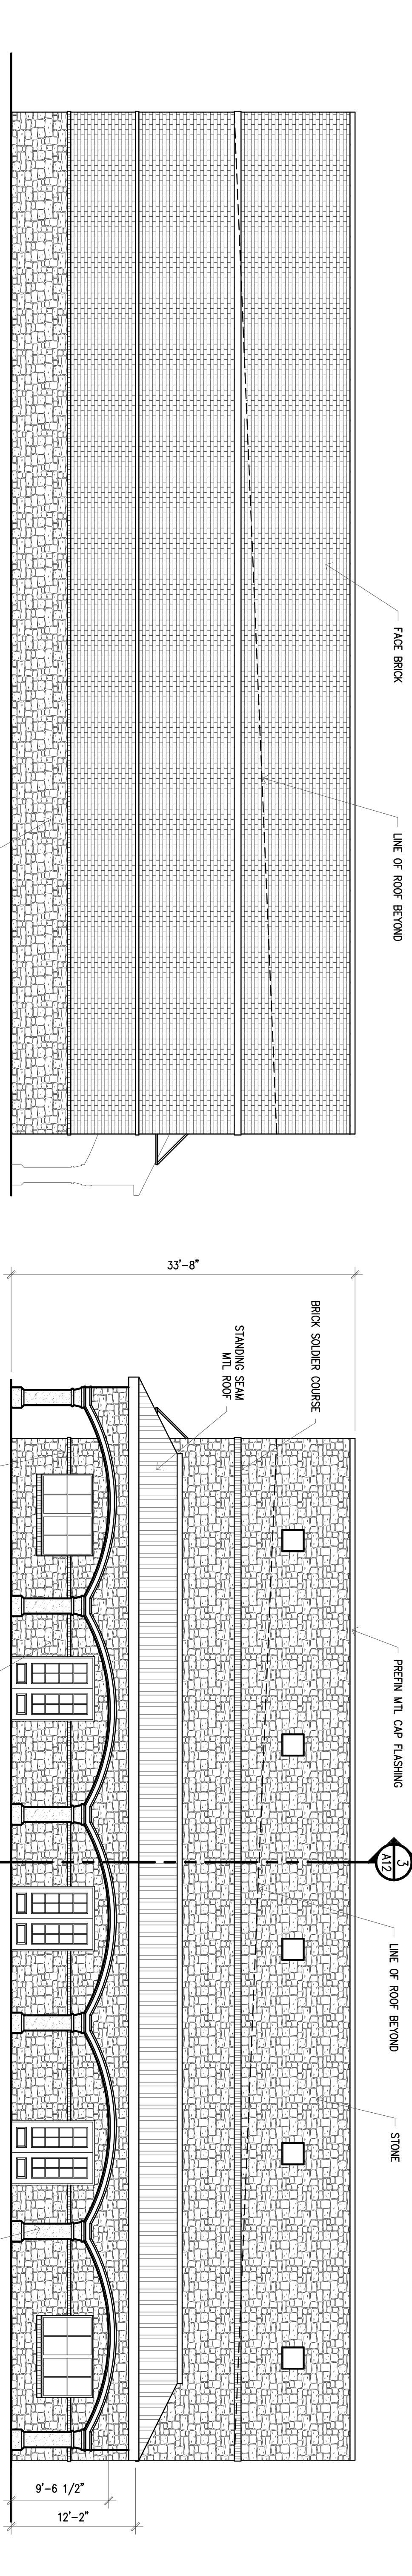 FACE BRICK
LINE OF ROOF BEYOND
33'-8"
BRICK SOLDIER COURSE
STANDING SEAM
MTL ROOF
PREFIN MTL CAP FLASHING
3
A12
LINE OF ROOF BEYOND
STONE
9'-6 1/2"
12'-2"